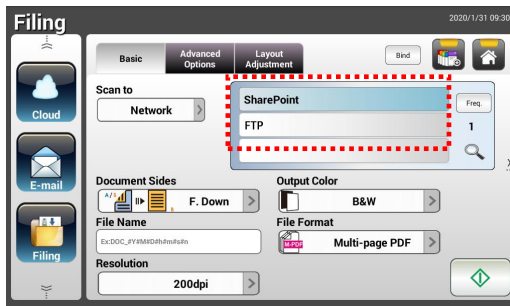 Filing
2020/1/31 09:30
Basic
Advanced
Options
Layout
Adjustment
Bind
Scan to
Network
SharePoint
FTP
Freq.
1
Cloud
E-mail
Filing
Document Sides
F. Down
Output Color
B&W
File Name
Ex:DOC_#Y#M#D#h#m#s#n
File Format
M-PDF
Multi-page PDF
Resolution
200dpi